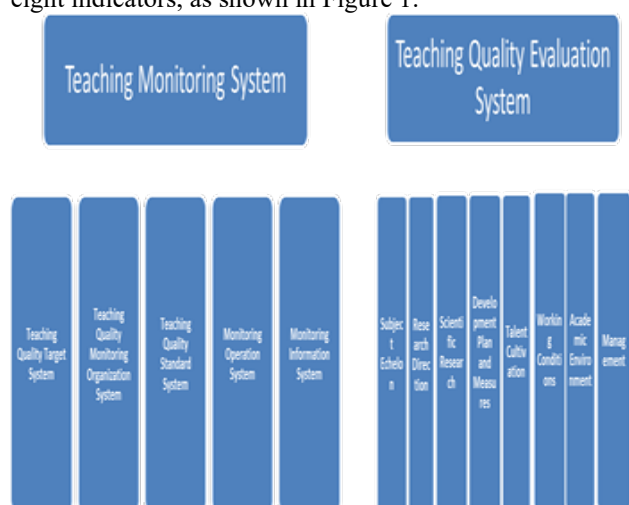 eight indicators, as shown in Figure 1.
Teaching Monitoring System
Teaching Quality Evaluation
System
Teaching
Quality Target
System
Teaching
Quality
Monitoring
Organization
System
Teaching
Quality
Standard
System
Monitoring
Operation
System
Monitoring
Information
System
Subjec
t
Echelo
n
Rese
arch
Direc
tion
Scienti
fic
Resear
ch
Develo
pment
Plan
and
Measu
res
Talent
Cultiv
ation
Workin
g
Conditi
ons
Acade
mic
Enviro
nment
Manag
ement